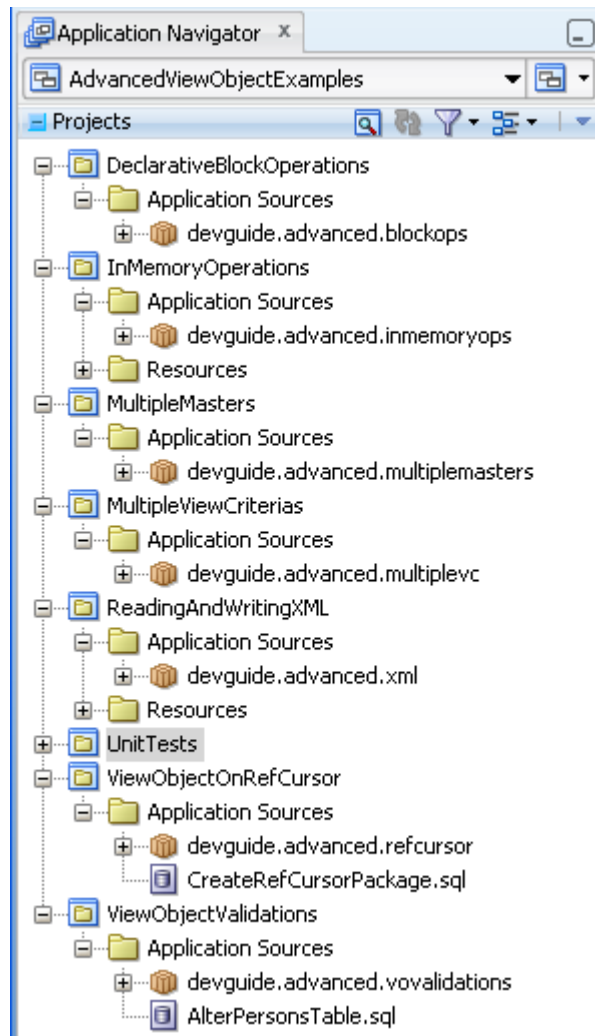 Application Navigator x
AdvancedViewObjectExamples
Projects
DeclarativeBlockOperations
Application Sources
devguide.advanced.blockops
InMemoryOperations
Application Sources
devguide.advanced.inmemoryops
Resources
MultipleMasters
Application Sources
devguide.advanced.multiplemasters
MultipleViewCriterias
Application Sources
devguide.advanced.multiplevc
ReadingAndWritingXML
Application Sources
devguide.advanced.xml
Resources
UnitTests
ViewObjectOnRefCursor
Application Sources
devguide.advanced.refcursor
CreateRefCursorPackage.sql
ViewObjectValidations
Application Sources
devguide.advanced.vovalidations
AlterPersonsTable.sql